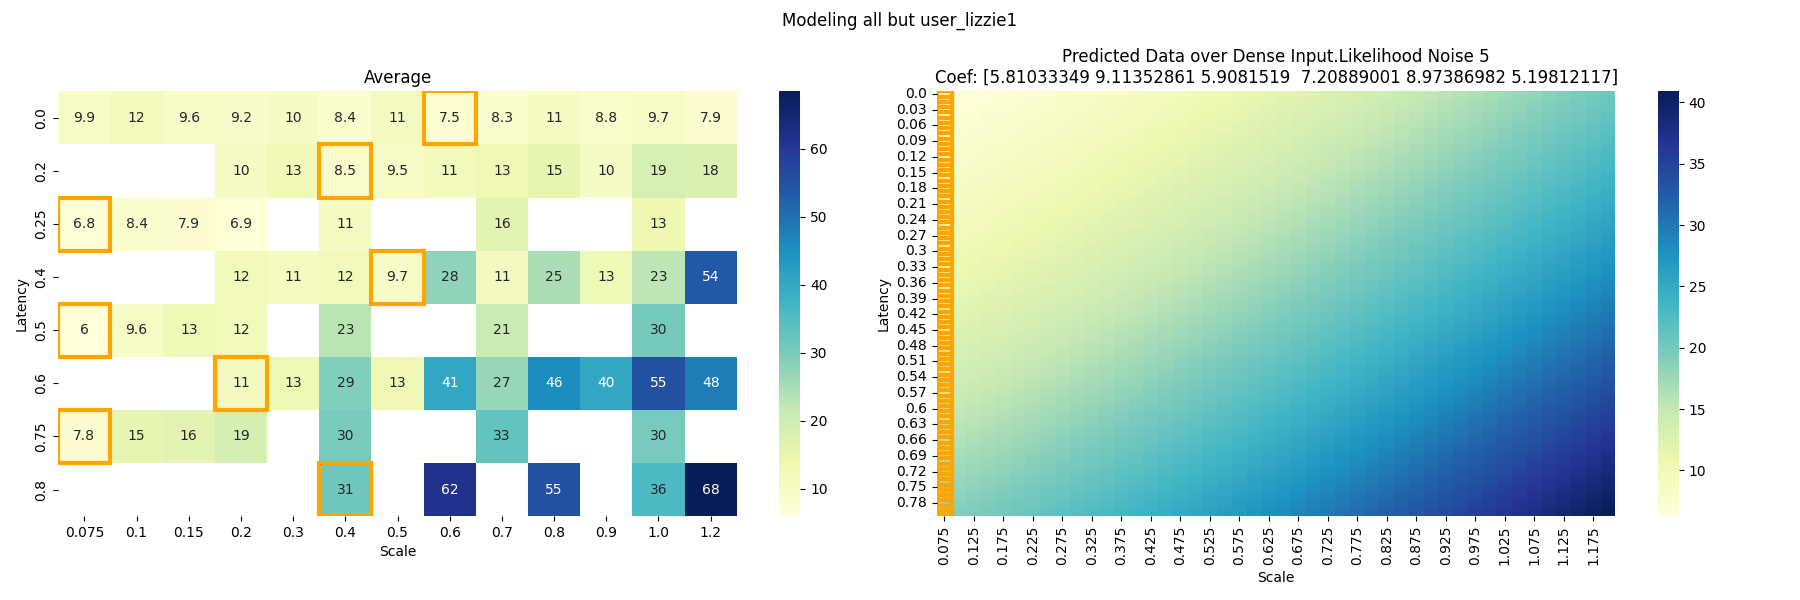 Modeling all but user_lizzie1
Average
Latency
0.0 9.9 12 9.6 9.2 10 8.4 11 7.5 8.3 11 8.8 9.7 7.9
0.2 10 13 8.5 9.5 11 13 15 10 19 18
0.25 6.8 8.4 7.9 6.9 11 16 13
0.4 12 11 12 9.7 28 11 25 13 23 54
0.5 6 9.6 13 12 23 21 30
0.6 11 13 29 13 41 27 46 40 55 48
0.75 7.8 15 16 19 30 33 30
0.8 31 62 55 36 68
0.075 0.1 0.15 0.2 0.3 0.4 0.5 0.6 0.7 0.8 0.9 1.0 1.2
Scale
60
50
40
30
20
10
Predicted Data over Dense Input.Likelihood Noise 5
Coef: [5.81033349 9.11352861 5.9081519 7.20889001 8.97386982 5.19812117]
Latency
0.0
0.03
0.06
0.09
0.12
0.15
0.18
0.21
0.24
0.27
0.3
0.33
0.36
0.39
0.42
0.45
0.48
0.51
0.54
0.57
0.6
0.63
0.66
0.69
0.72
0.75
0.78
0.075 0.125 0.175 0.225 0.275 0.325 0.375 0.425 0.475 0.525 0.575 0.625 0.675 0.725 0.775 0.825 0.875 0.925 0.975 1.025 1.075 1.125 1.175
Scale
40
35
30
25
20
15
10